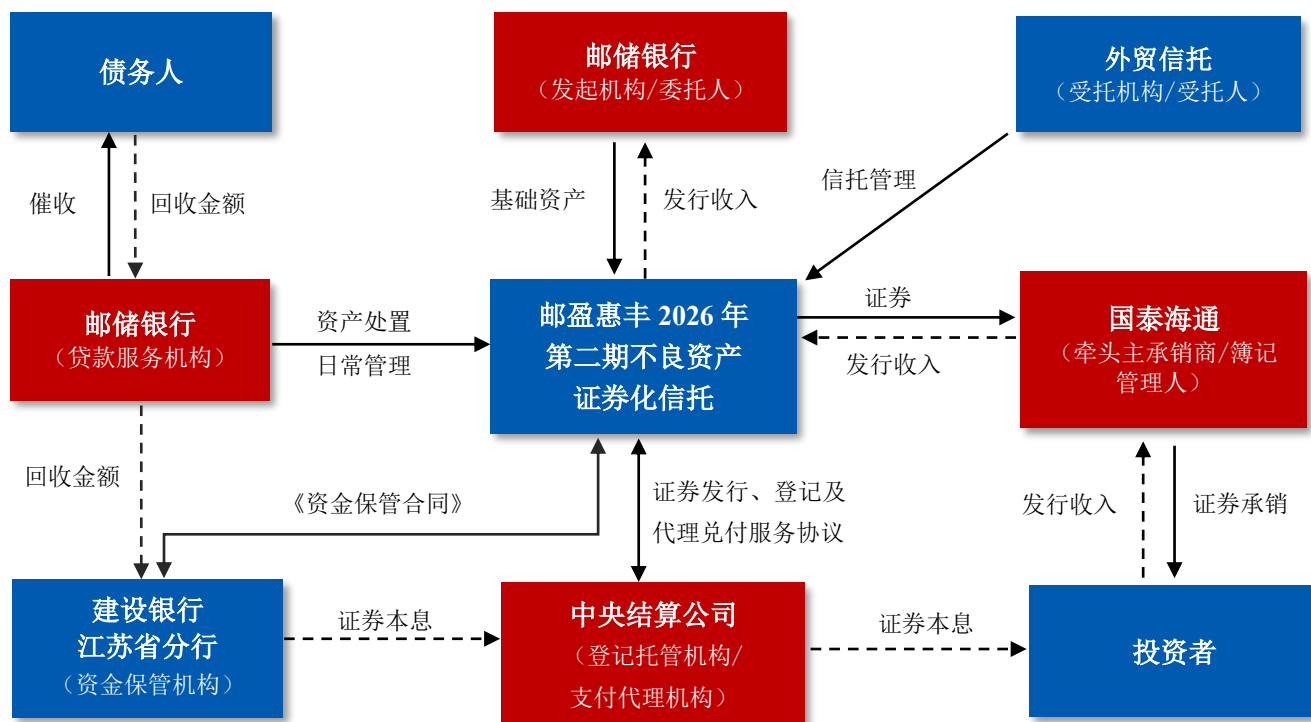 债务人
邮储银行
（发起机构/委托人）
外贸信托
（受托机构/受托人）
催收
回收金额
基础资产
发行收入
信托管理
邮储银行
（贷款服务机构）
资产处置
日常管理
邮盈惠丰 2026 年
第二期不良资产
证券化信托
证券
发行收入
国泰海通
（牵头主承销商/簿记
管理人）
回收金额
《资金保管合同》
证券发行、登记及
代理兑付服务协议
发行收入
证券承销
建设银行
江苏省分行
（资金保管机构）
证券本息
中央结算公司
（登记托管机构/
支付代理机构）
证券本息
投资者